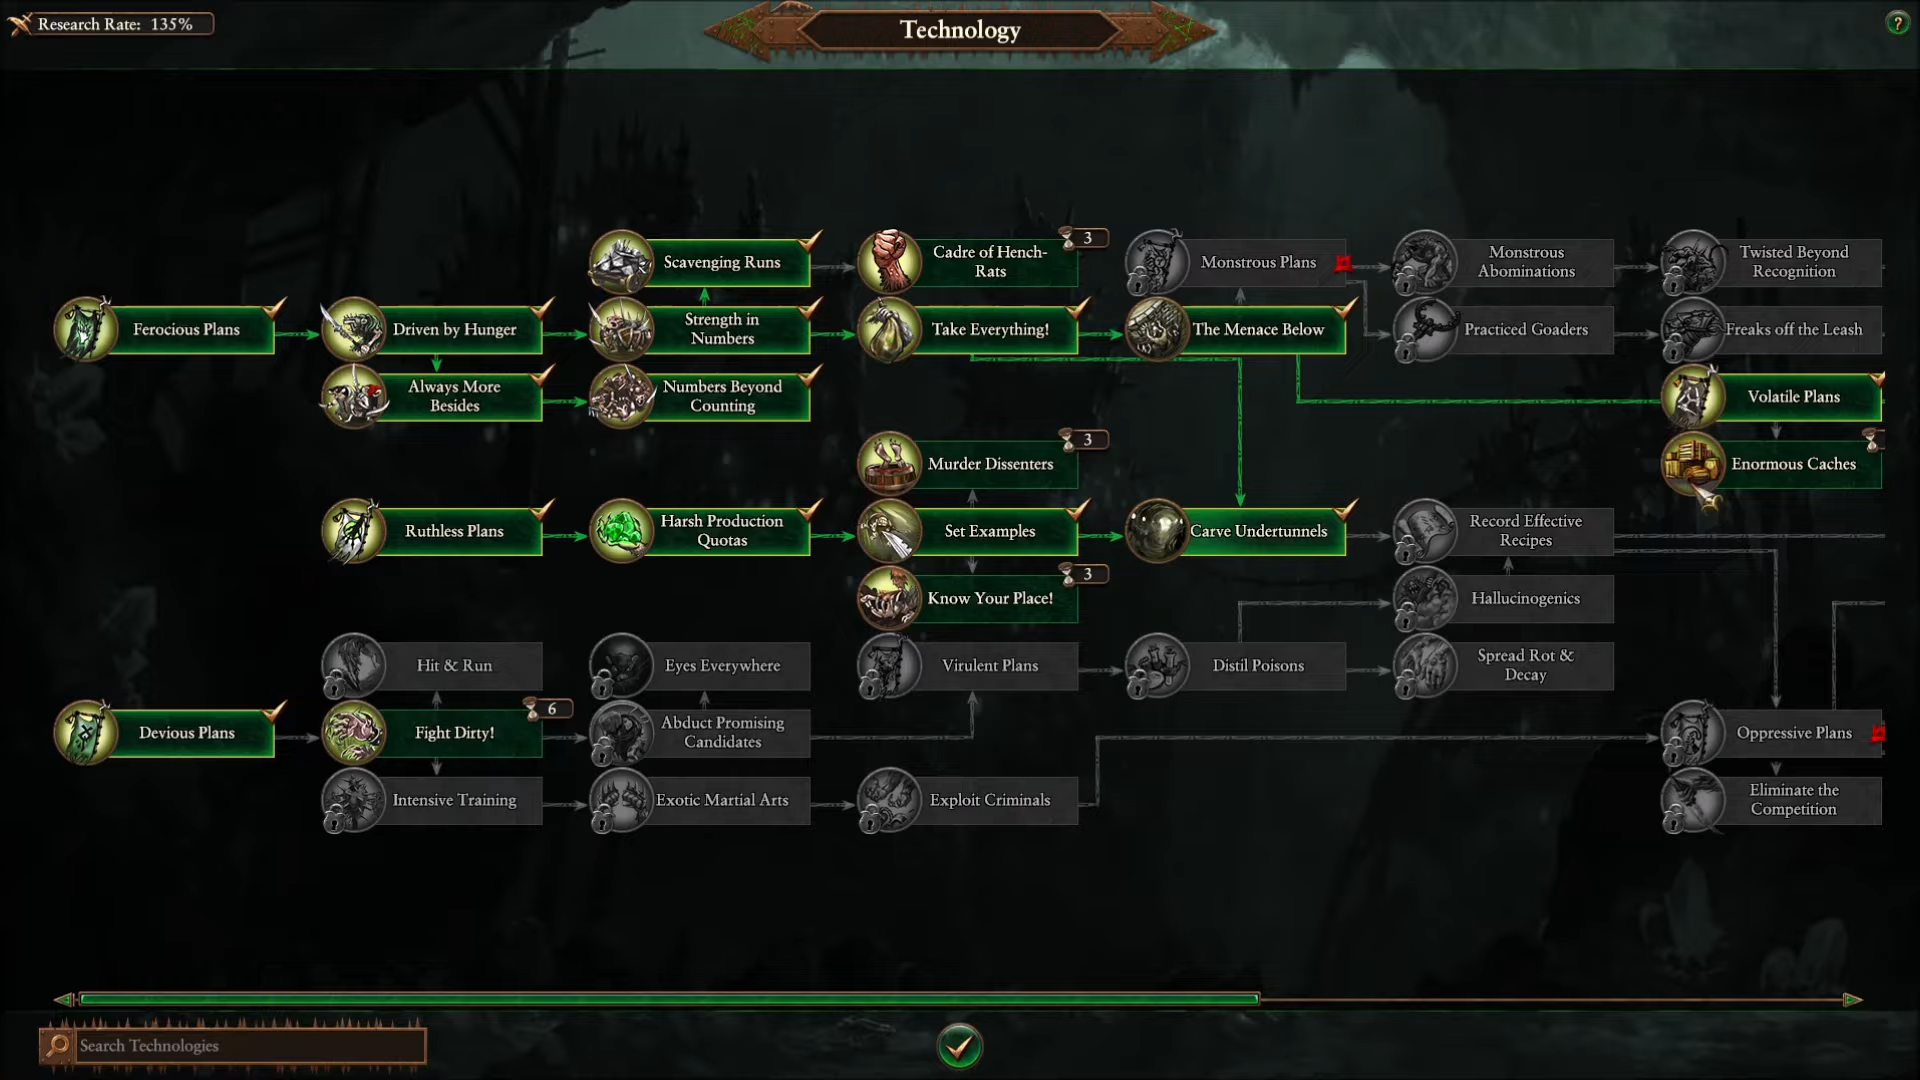 Research Rate: 135%
Technology
?
Scavenging Runs
Cadre of Hench-
Rats
3
Monstrous Plans
Monstrous
Abominations
Twisted Beyond
Recognition
Ferocious Plans
Driven by Hunger
Strength in
Numbers
Take Everything!
The Menace Below
Practiced Goaders
Freaks off the Leash
Always More
Besides
Numbers Beyond
Counting
Volatile Plans
Murder Dissenters
3
Enormous Caches
Ruthless Plans
Harsh Production
Quotas
Set Examples
Carve Undertunnels
Record Effective
Recipes
Know Your Place!
3
Hallucinogenics
Hit & Run
Eyes Everywhere
Virulent Plans
Distil Poisons
Spread Rot &
Decay
Devious Plans
Fight Dirty!
6
Abduct Promising
Candidates
Oppressive Plans
Intensive Training
Exotic Martial Arts
Exploit Criminals
Eliminate the
Competition
Search Technologies